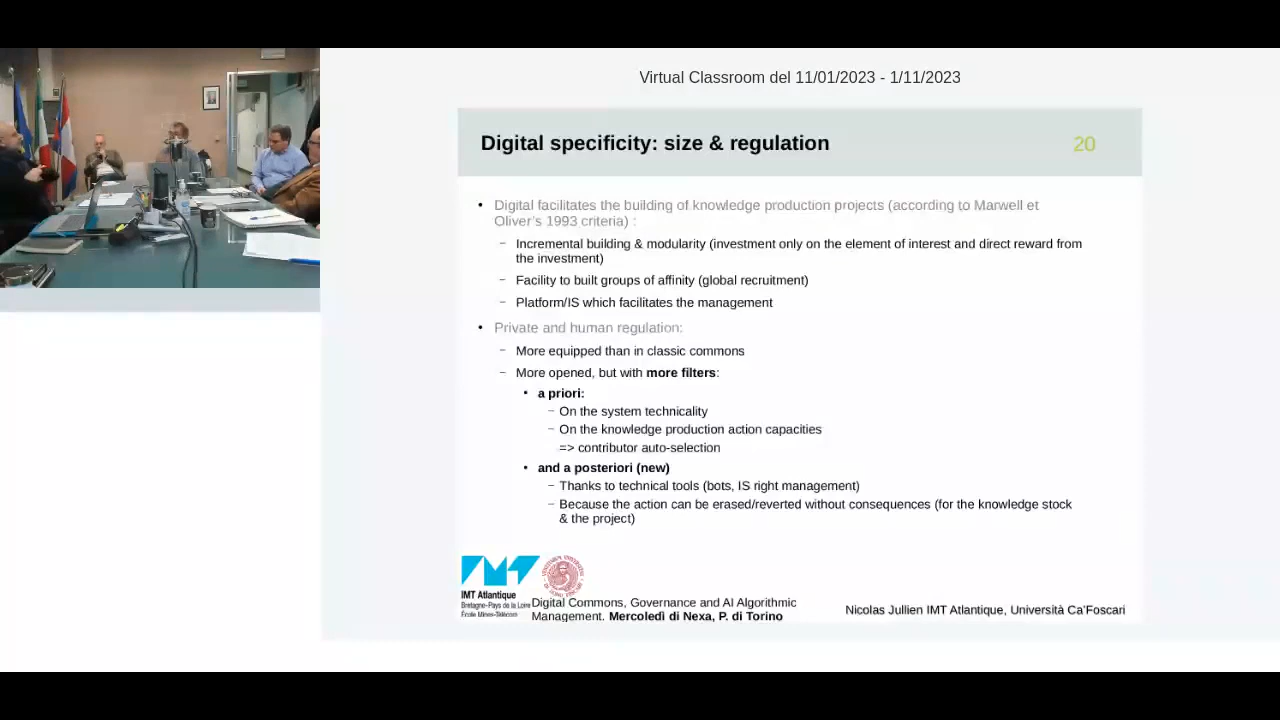 Virtual Classroom del 11/01/2023 - 1/11/2023
Digital specificity: size & regulation
20
• Digital facilitates the building of knowledge production projects (according to Marwell et
Oliver's 1993 criteria) :
– Incremental building & modularity (investment only on the element of interest and direct reward from
the investment)
– Facility to built groups of affinity (global recruitment)
– Platform/IS which facilitates the management
• Private and human regulation:
– More equipped than in classic commons
– More opened, but with more filters:
• a priori:
– On the system technicality
– On the knowledge production action capacities
=> contributor auto-selection
• and a posteriori (new)
– Thanks to technical tools (bots, IS right management)
– Because the action can be erased/reverted without consequences (for the knowledge stock
& the project)
IMT Atlantique
Bretagne-Pays de la Loire
École Mines-Télécom
Digital Commons, Governance and AI Algorithmic
Management. Mercoledì di Nexa, P. di Torino
Nicolas Jullien IMT Atlantique, Università Ca'Foscari